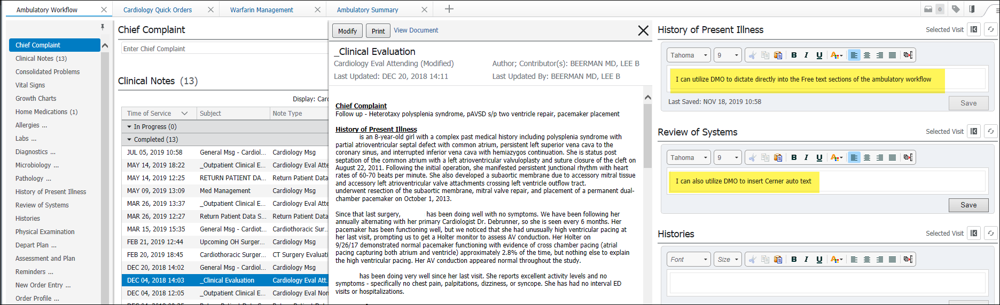 Ambulatory Workflow
Cardiology Quick Orders
Warfarin Management
Ambulatory Summary
0
Chief Complaint
Clinical Notes (13)
Consolidated Problems
Vital Signs
Growth Charts
Home Medications (1)
Allergies ...
Labs ...
Diagnostics ...
Microbiology ...
Pathology ...
History of Present Illness
Review of Systems
Histories
Physical Examination
Depart Plan ...
Assessment and Plan
Reminders ...
New Order Entry ...
Order Profile ...
Chief Complaint
Enter Chief Complaint
Clinical Notes (13)
Display: Car
Time of Service Subject Note Type
In Progress (0)
Completed (13)
JUL 05, 2019 10:58 General Msg - Cardiol... Cardiology Msg
MAY 14, 2019 18:22 _Outpatient Clinical E... Cardiology Eval Atte
MAY 14, 2019 12:25 RETURN PATIENT DA... Return Patient Data
MAY 09, 2019 13:09 Med Management Cardiology Msg
MAR 26, 2019 13:37 _Outpatient Clinical E... Cardiology Eval Atte
MAR 26, 2019 12:27 Return Patient Data S... Return Patient Data
MAR 15, 2019 15:35 General Msg - Cardiot... Cardiothoracic Sur...
FEB 21, 2019 12:44 Upcoming OH Surger... Cardiology Msg
FEB 20, 2019 18:45 Cardiothoracic Surger... CT Surgery Evaluati
DEC 20, 2018 14:02 General Msg - Cardiol... Cardiology Msg
DEC 04, 2018 14:03 _Clinical Evaluation Cardiology Eval Att...
DEC 04, 2018 12:05 _Outpatient Clinical E... Cardiology Eval Non
Modify Print View Document
_Clinical Evaluation
Cardiology Eval Attending (Modified) Author; Contributor(s): BEERMAN MD, LEE B
Last Updated: DEC 20, 2018 14:11 Last Updated By: BEERMAN MD, LEE B
Chief Complaint
Follow up - Heterotaxy polysplenia syndrome, pAVSD s/p two ventricle repair, pacemaker placement
History of Present Illness
is an 8-year-old girl with a complex past medical history including polysplenia syndrome with
partial atrioventricular septal defect with common atrium, persistent left superior vena cava to the
coronary sinus, and interrupted inferior vena cava with hemiazygos continuation. She is status post
septation of the common atrium with a left atrioventricular valvuloplasty and suture closure of the cleft on
August 22, 2011. Following the initial operation, she manifested persistent junctional rhythm with heart
rates of 60-70 beats per minute. She also developed a subaortic membrane due to accessory mitral tissue
and accessory left atrioventricular valve attachments crossing left ventricle outflow tract.
underwent resection of the subaortic membrane, mitral valve repair, and placement of a permanent dual-
chamber pacemaker on October 1, 2013.
Since that last surgery, has been doing well with no symptoms. We have been following her
annually alternating with her primary Cardiologist Dr. Debrunner, so she is seen every 6 months. Her
pacemaker has been functioning well, but we noticed that she had unusually high ventricular pacing at
her last visit, prompting us to get a Holter monitor to assess AV conduction. Her Holter on
9/26/17 demonstrated normal pacemaker functioning with evidence of cross chamber pacing (atrial
pacing capturing both atrium and ventricle) approximately 2.8% of the time, but nothing else to explain
the high ventricular pacing. Her AV conduction appeared normal throughout the study.
has been doing very well since her last visit. She reports excellent activity levels and no
symptoms - specifically no chest pain, palpitations, dizziness, or syncope. She has had no interval ED
visits or hospitalizations.
History of Present Illness Selected Visit
Tahoma 9 B I U A
I can utilize DMO to dictate directly into the Free text sections of the ambulatory workflow
Last Saved: NOV 18, 2019 10:58 Save
Review of Systems Selected Visit
Tahoma 9 B I U A
I can also utilize DMO to insert Cerner auto text
Save
Histories Selected Visit
Font Size B I U A